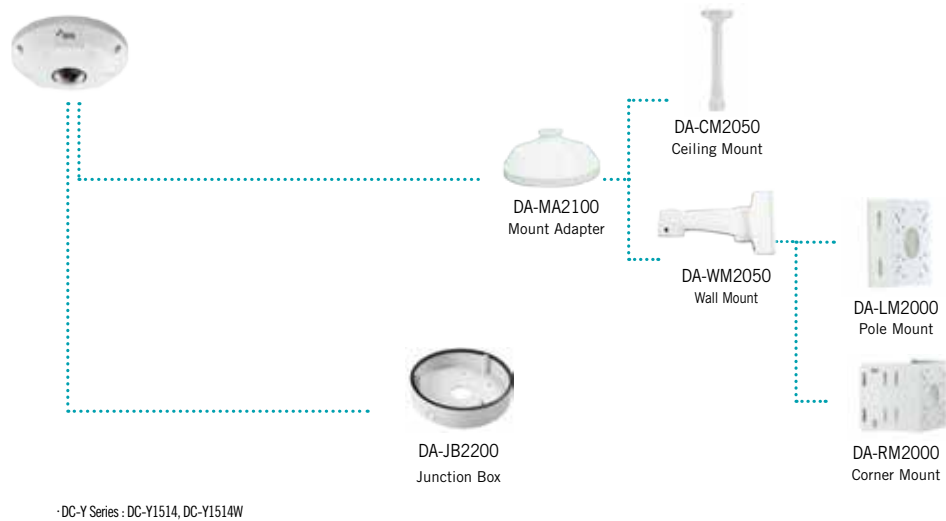 DA-CM2050
Ceiling Mount
DA-MA2100
Mount Adapter
DA-WM2050
Wall Mount
DA-LM2000
Pole Mount
DA-JB2200
Junction Box
DA-RM2000
Corner Mount
·DC-Y Series : DC-Y1514, DC-Y1514W